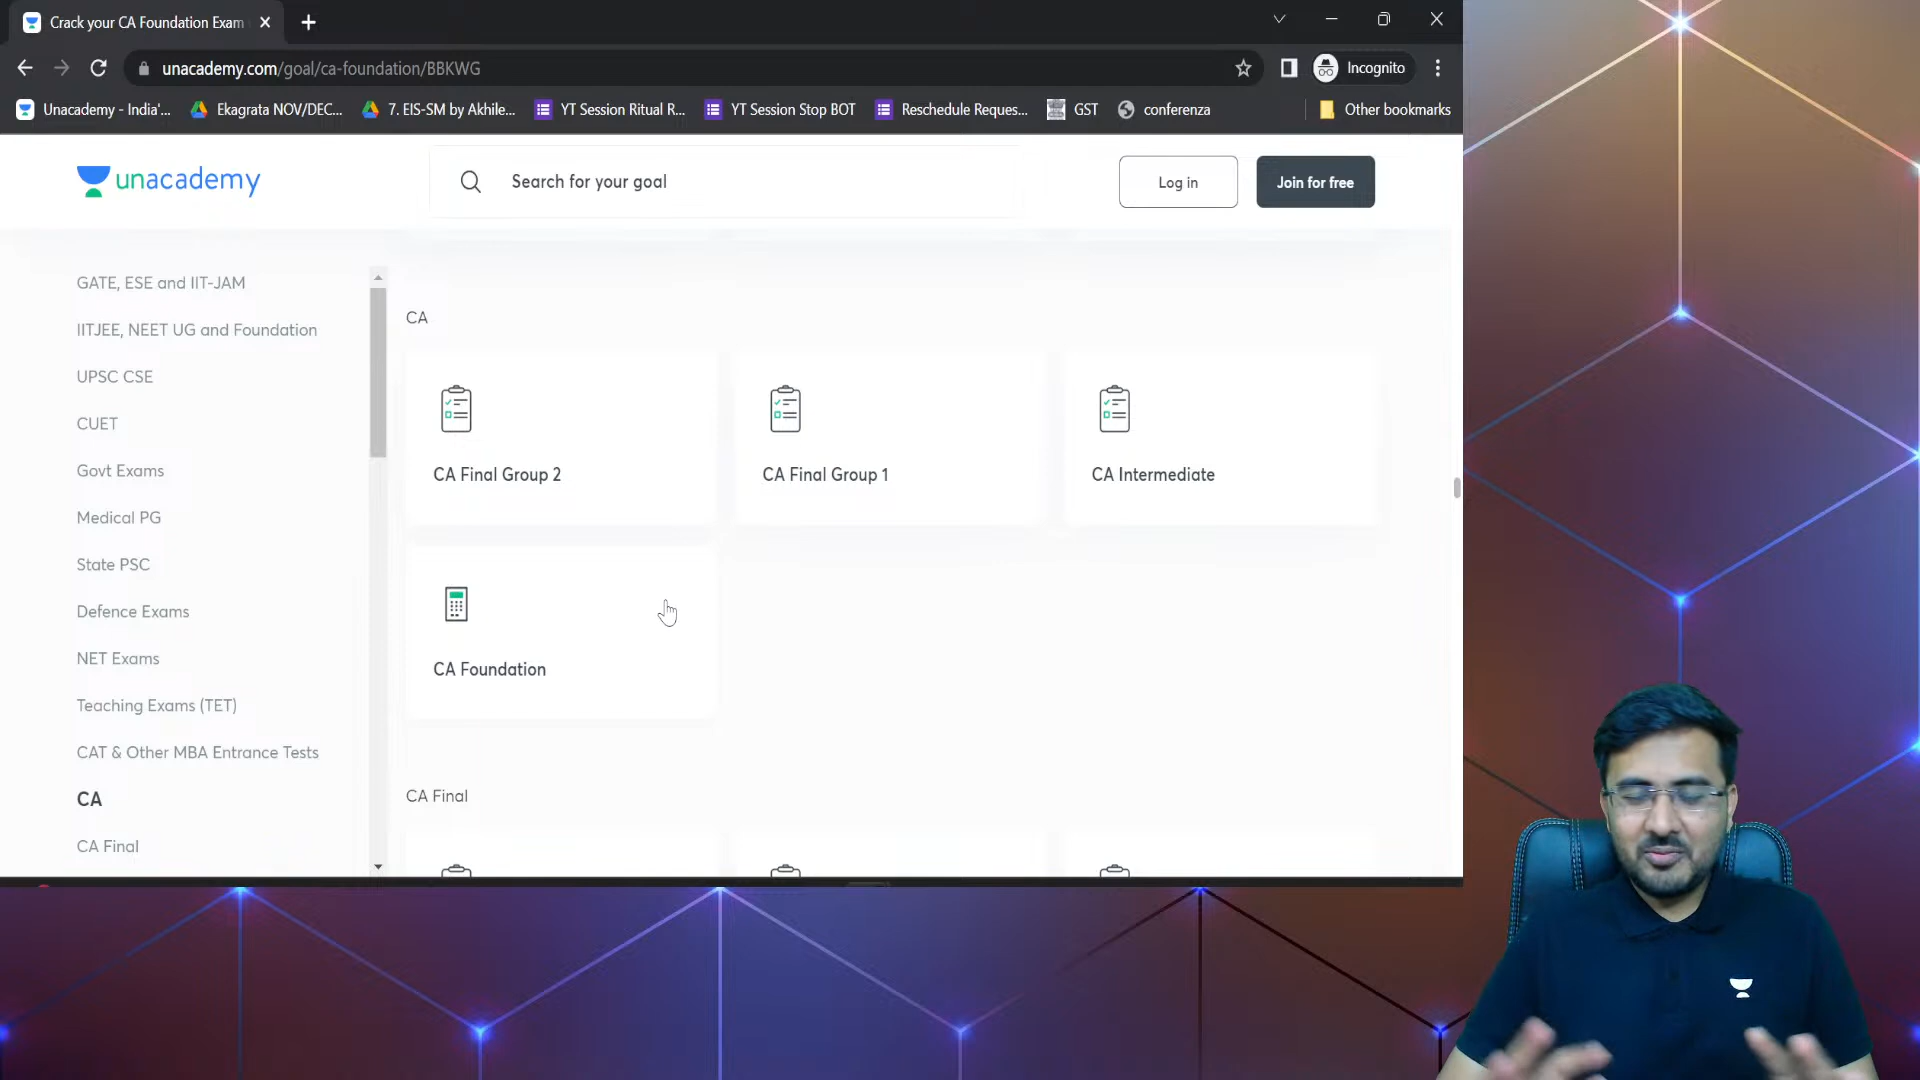 Crack your CA Foundation Exam
unacademy.com/goal/ca-foundation/BBKWG
Incognito
Unacademy - India'... Ekagrata NOV/DEC... 7. EIS-SM by Akhile... YT Session Ritual R... YT Session Stop BOT Reschedule Reques... GST conferenza Other bookmarks
unacademy Search for your goal Log in Join for free
GATE, ESE and IIT-JAM
IITJEE, NEET UG and Foundation
UPSC CSE
CUET
Govt Exams
Medical PG
State PSC
Defence Exams
NET Exams
Teaching Exams (TET)
CAT & Other MBA Entrance Tests
CA
CA Final
CA
CA Final Group 2
CA Final Group 1
CA Intermediate
CA Foundation
CA Final